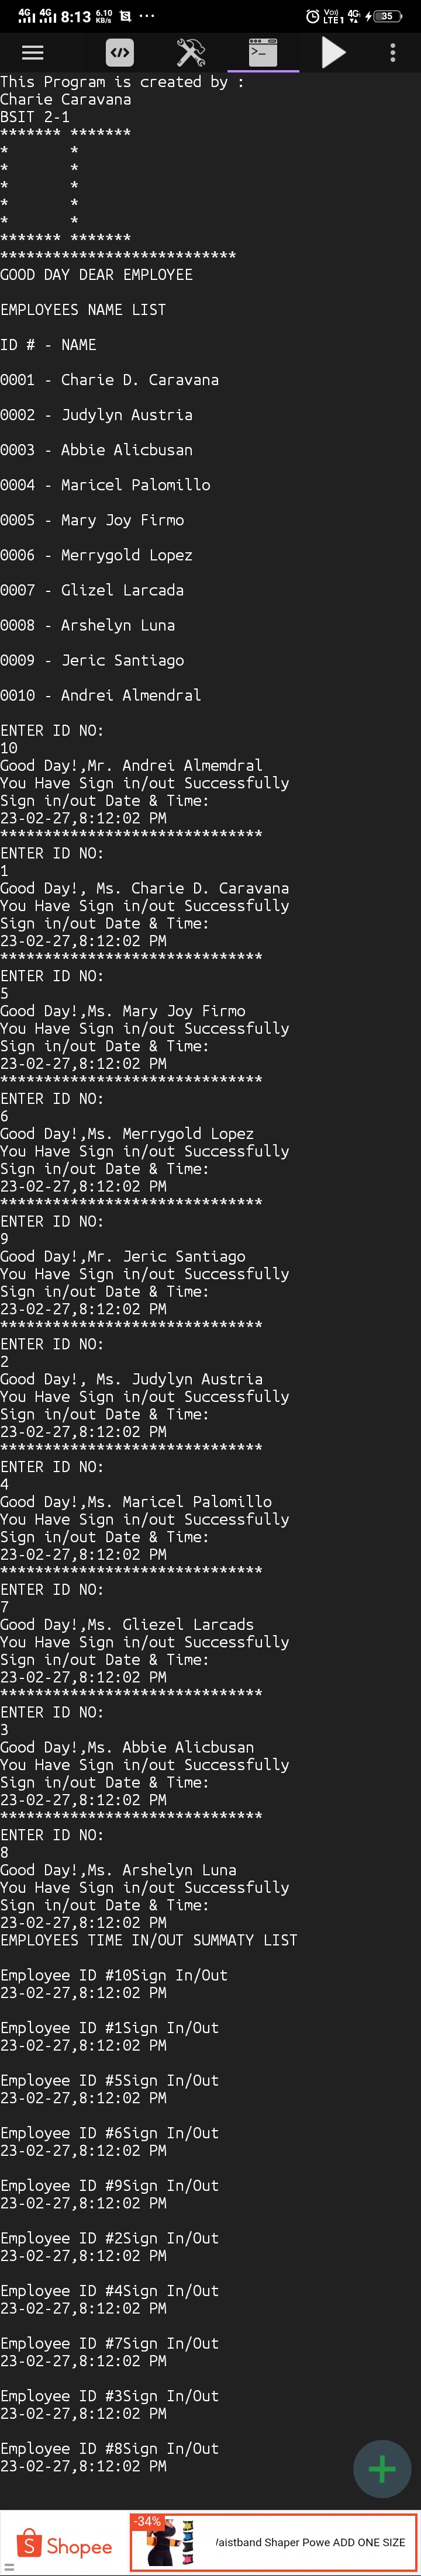 4G 4G 8:13 6.10 KB/s ... Vo)) LTE1 4G 35
This Program is created by :
Charie Caravana
BSIT 2-1
******* *******
*       *
*       *
*       *
*       *
*       *
******* *******
***************************
GOOD DAY DEAR EMPLOYEE
EMPLOYEES NAME LIST
ID # - NAME
0001 - Charie D. Caravana
0002 - Judylyn Austria
0003 - Abbie Alicbusan
0004 - Maricel Palomillo
0005 - Mary Joy Firmo
0006 - Merrygold Lopez
0007 - Glizel Larcada
0008 - Arshelyn Luna
0009 - Jeric Santiago
0010 - Andrei Almendral
ENTER ID NO:
10
Good Day!,Mr. Andrei Almemdral
You Have Sign in/out Successfully
Sign in/out Date & Time:
23-02-27,8:12:02 PM
******************************
ENTER ID NO:
1
Good Day!, Ms. Charie D. Caravana
You Have Sign in/out Successfully
Sign in/out Date & Time:
23-02-27,8:12:02 PM
******************************
ENTER ID NO:
5
Good Day!,Ms. Mary Joy Firmo
You Have Sign in/out Successfully
Sign in/out Date & Time:
23-02-27,8:12:02 PM
******************************
ENTER ID NO:
6
Good Day!,Ms. Merrygold Lopez
You Have Sign in/out Successfully
Sign in/out Date & Time:
23-02-27,8:12:02 PM
******************************
ENTER ID NO:
9
Good Day!,Mr. Jeric Santiago
You Have Sign in/out Successfully
Sign in/out Date & Time:
23-02-27,8:12:02 PM
******************************
ENTER ID NO:
2
Good Day!, Ms. Judylyn Austria
You Have Sign in/out Successfully
Sign in/out Date & Time:
23-02-27,8:12:02 PM
******************************
ENTER ID NO:
4
Good Day!,Ms. Maricel Palomillo
You Have Sign in/out Successfully
Sign in/out Date & Time:
23-02-27,8:12:02 PM
******************************
ENTER ID NO:
7
Good Day!,Ms. Gliezel Larcads
You Have Sign in/out Successfully
Sign in/out Date & Time:
23-02-27,8:12:02 PM
******************************
ENTER ID NO:
3
Good Day!,Ms. Abbie Alicbusan
You Have Sign in/out Successfully
Sign in/out Date & Time:
23-02-27,8:12:02 PM
******************************
ENTER ID NO:
8
Good Day!,Ms. Arshelyn Luna
You Have Sign in/out Successfully
Sign in/out Date & Time:
23-02-27,8:12:02 PM
EMPLOYEES TIME IN/OUT SUMMATY LIST
Employee ID #10Sign In/Out
23-02-27,8:12:02 PM
Employee ID #1Sign In/Out
23-02-27,8:12:02 PM
Employee ID #5Sign In/Out
23-02-27,8:12:02 PM
Employee ID #6Sign In/Out
23-02-27,8:12:02 PM
Employee ID #9Sign In/Out
23-02-27,8:12:02 PM
Employee ID #2Sign In/Out
23-02-27,8:12:02 PM
Employee ID #4Sign In/Out
23-02-27,8:12:02 PM
Employee ID #7Sign In/Out
23-02-27,8:12:02 PM
Employee ID #3Sign In/Out
23-02-27,8:12:02 PM
Employee ID #8Sign In/Out
23-02-27,8:12:02 PM
-34%
Shopee
aistband Shaper Powe ADD ONE SIZE